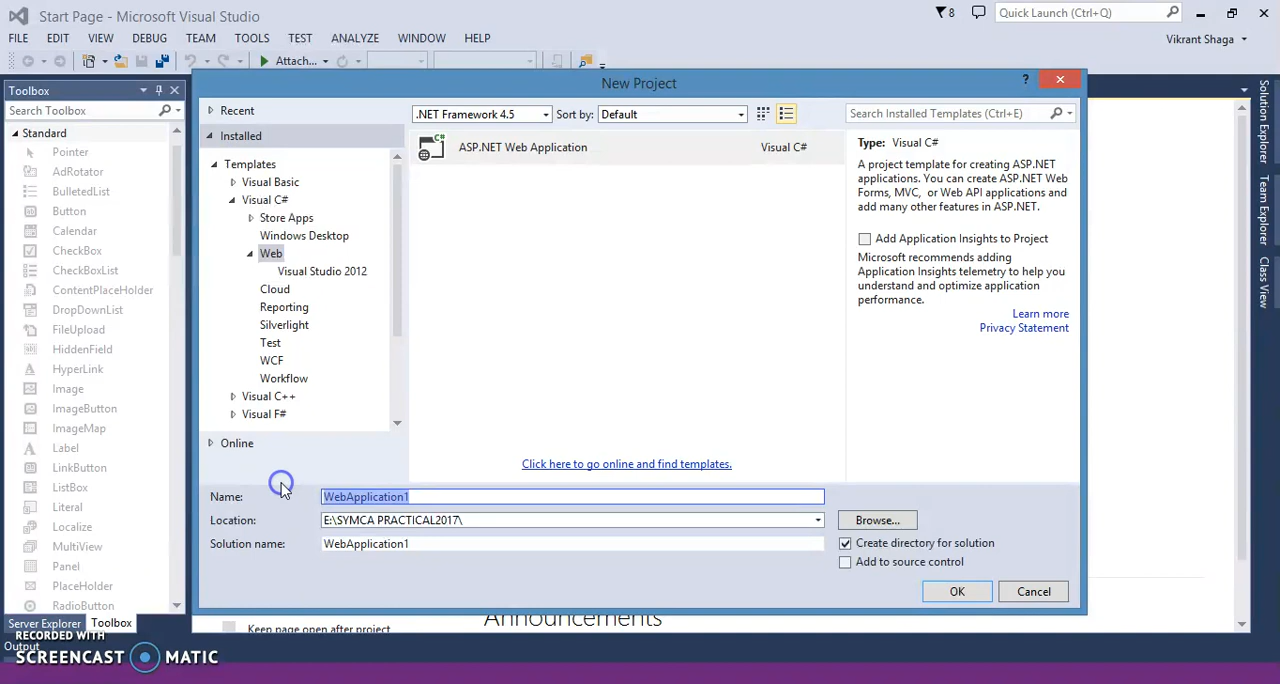 Start Page - Microsoft Visual Studio
8
Quick Launch (Ctrl+Q)
FILE EDIT VIEW DEBUG TEAM TOOLS TEST ANALYZE WINDOW HELP
Vikrant Shaga
Attach...
Toolbox
Search Toolbox
Standard
Pointer
AdRotator
BulletedList
Button
Calendar
CheckBox
CheckBoxList
ContentPlaceHolder
DropDownList
FileUpload
HiddenField
HyperLink
Image
ImageButton
ImageMap
Label
LinkButton
ListBox
Literal
Localize
MultiView
Panel
PlaceHolder
RadioButton
Server Explorer Toolbox
Output
New Project
?
Recent
Installed
Templates
Visual Basic
Visual C#
Store Apps
Windows Desktop
Web
Visual Studio 2012
Cloud
Reporting
Silverlight
Test
WCF
Workflow
Visual C++
Visual F#
Online
.NET Framework 4.5
Sort by: Default
ASP.NET Web Application Visual C#
Click here to go online and find templates.
Search Installed Templates (Ctrl+E)
Type: Visual C#
A project template for creating ASP.NET
applications. You can create ASP.NET Web
Forms, MVC, or Web API applications and
add many other features in ASP.NET.
Add Application Insights to Project
Microsoft recommends adding
Application Insights telemetry to help you
understand and optimize application
performance.
Learn more
Privacy Statement
Name: WebApplication1
Location: E:\SYMCA PRACTICAL2017\
Browse...
Solution name: WebApplication1
Create directory for solution
Add to source control
OK Cancel
Keep page open after project
Announcements
Solution Explorer
Team Explorer
Class View
RECORDED WITH
SCREENCAST MATIC